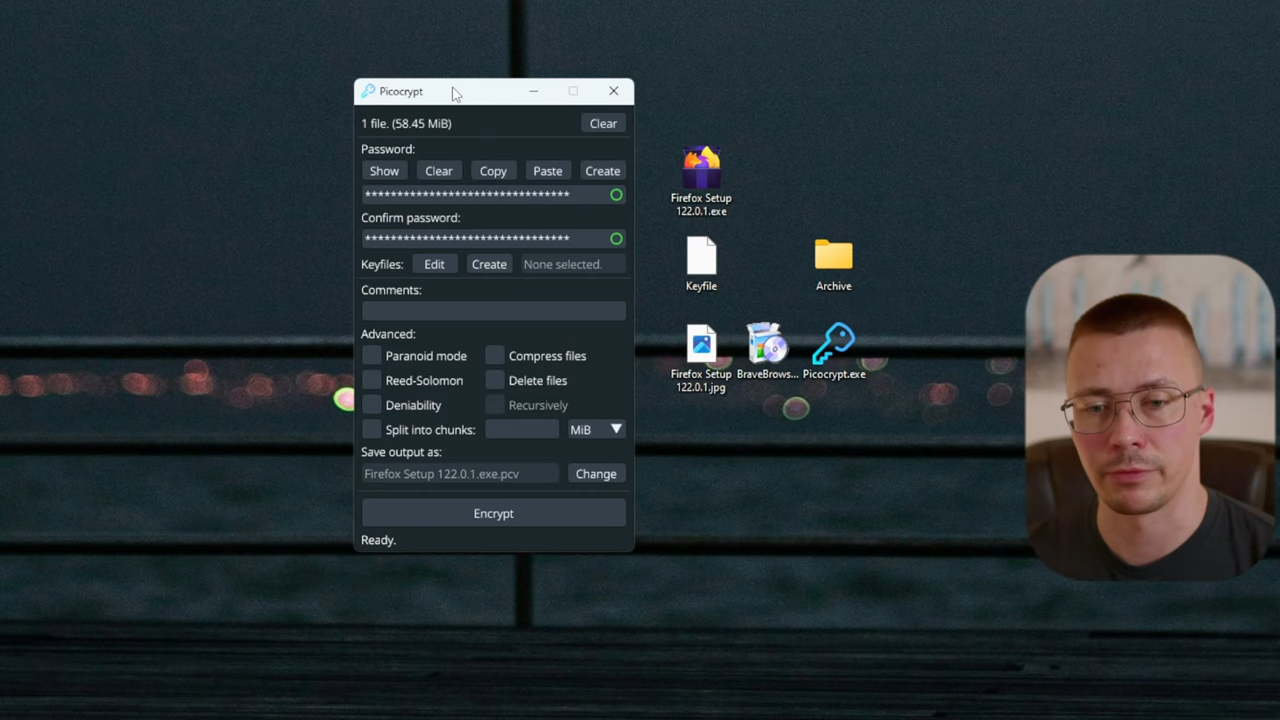 Picocrypt
1 file. (58.45 MiB)
Clear
Password:
Show Clear Copy Paste Create
********************************
Confirm password:
********************************
Keyfiles: Edit Create None selected.
Comments:
Advanced:
Paranoid mode Compress files
Reed-Solomon Delete files
Deniability Recursively
Split into chunks: MiB
Save output as:
Firefox Setup 122.0.1.exe.pcv Change
Encrypt
Ready.
Firefox Setup
122.0.1.exe
Keyfile
Archive
Firefox Setup
122.0.1.jpg
BraveBrows...
Picocrypt.exe